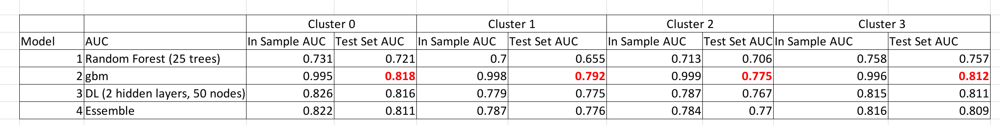 Cluster 0 Cluster 1 Cluster 2 Cluster 3
Model AUC In Sample AUC Test Set AUC In Sample AUC Test Set AUC In Sample AUC Test Set AUC In Sample AUC Test Set AUC
1 Random Forest (25 trees) 0.731 0.721 0.7 0.655 0.713 0.706 0.758 0.757
2 gbm 0.995 0.818 0.998 0.792 0.999 0.775 0.996 0.812
3 DL (2 hidden layers, 50 nodes) 0.826 0.816 0.779 0.775 0.787 0.767 0.815 0.811
4 Essemble 0.822 0.811 0.787 0.776 0.784 0.77 0.816 0.809